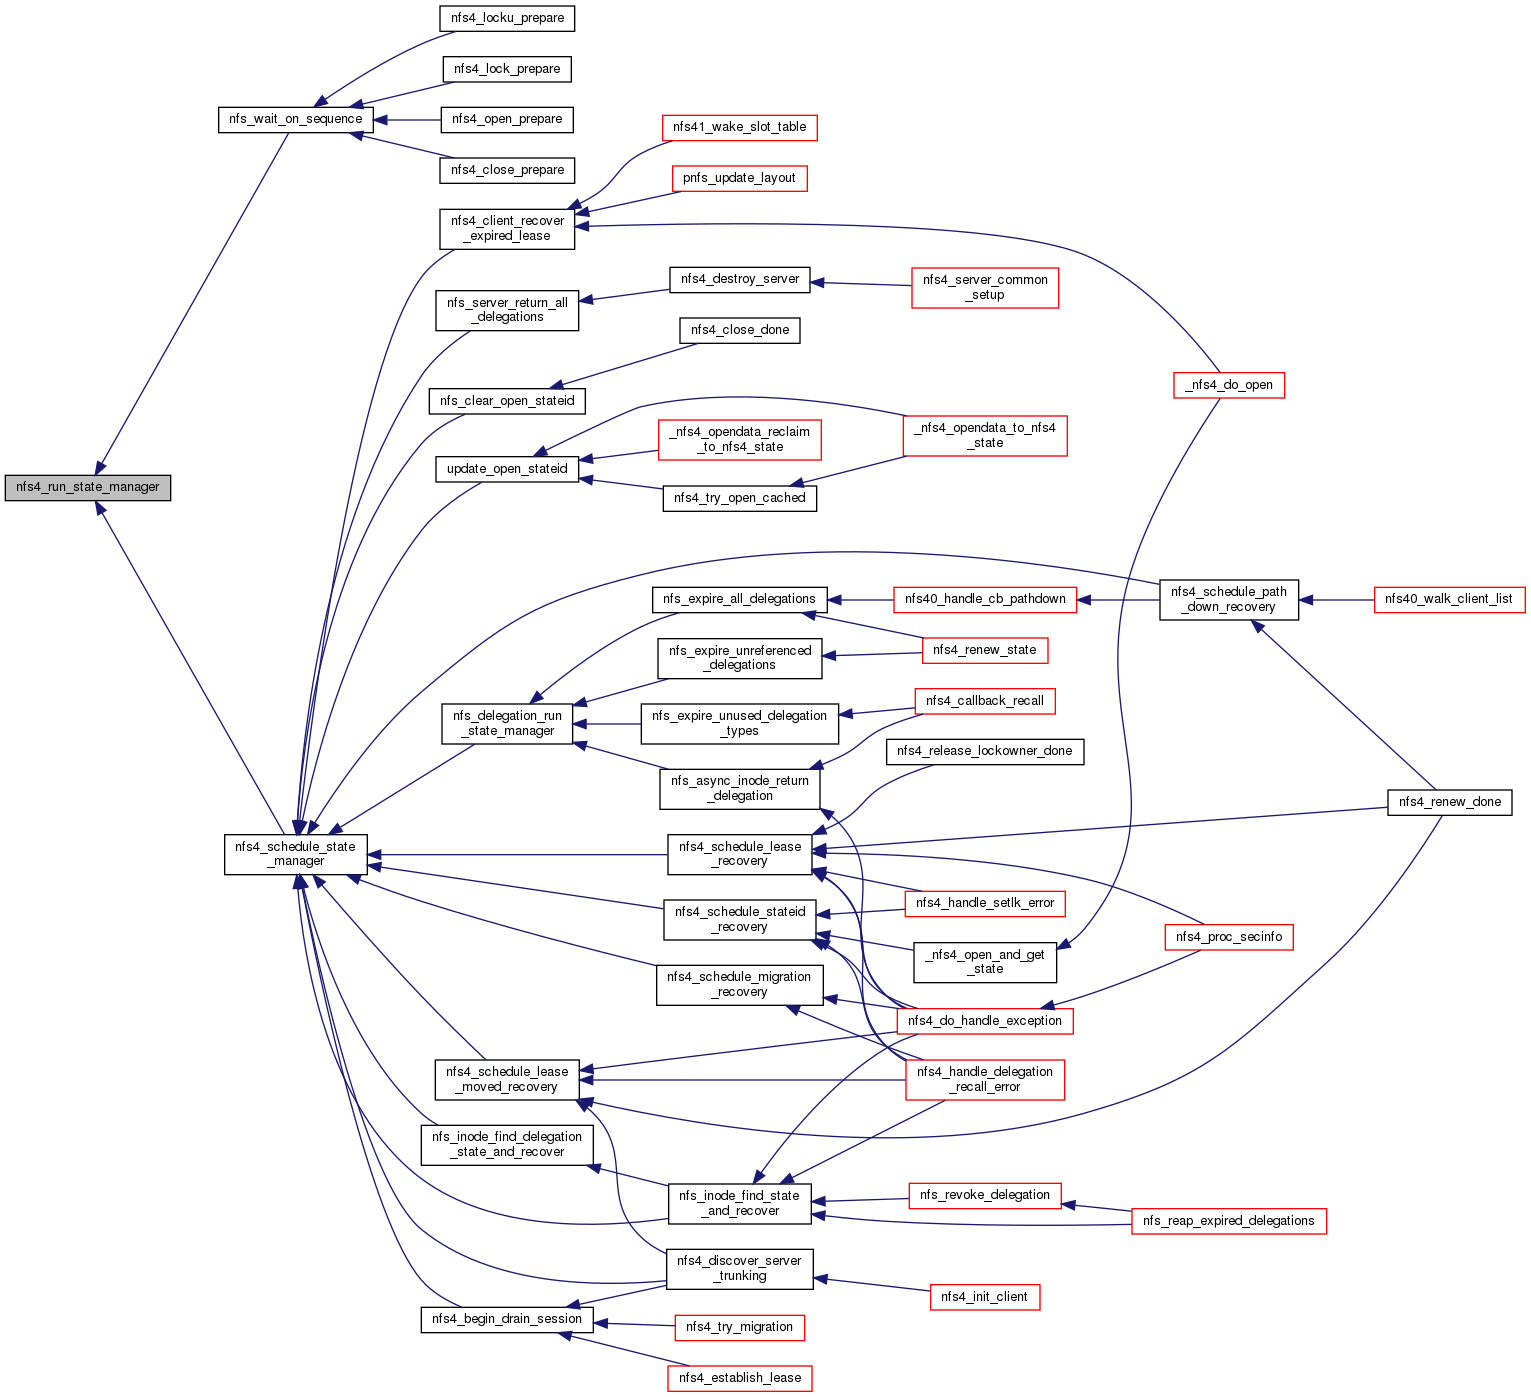 nfs4_locku_prepare
nfs4_lock_prepare
nfs_wait_on_sequence
nfs4_open_prepare
nfs4_close_prepare
nfs41_wake_slot_table
pnfs_update_layout
nfs4_client_recover
_expired_lease
nfs_server_return_all
_delegations
nfs4_destroy_server
nfs4_server_common
_setup
nfs4_close_done
nfs_clear_open_stateid
_nfs4_do_open
update_open_stateid
_nfs4_opendata_reclaim
_to_nfs4_state
_nfs4_opendata_to_nfs4
_state
nfs4_try_open_cached
nfs4_run_state_manager
nfs_expire_all_delegations
nfs40_handle_cb_pathdown
nfs4_schedule_path
_down_recovery
nfs40_walk_client_list
nfs_expire_unreferenced
_delegations
nfs4_renew_state
nfs_delegation_run
_state_manager
nfs_expire_unused_delegation
_types
nfs4_callback_recall
nfs4_release_lockowner_done
nfs_async_inode_return
_delegation
nfs4_renew_done
nfs4_schedule_state
_manager
nfs4_schedule_lease
_recovery
nfs4_handle_setlk_error
nfs4_schedule_stateid
_recovery
nfs4_proc_secinfo
_nfs4_open_and_get
_state
nfs4_schedule_migration
_recovery
nfs4_do_handle_exception
nfs4_schedule_lease
_moved_recovery
nfs4_handle_delegation
_recall_error
nfs_inode_find_delegation
_state_and_recover
nfs_inode_find_state
_and_recover
nfs_revoke_delegation
nfs_reap_expired_delegations
nfs4_discover_server
_trunking
nfs4_init_client
nfs4_begin_drain_session
nfs4_try_migration
nfs4_establish_lease